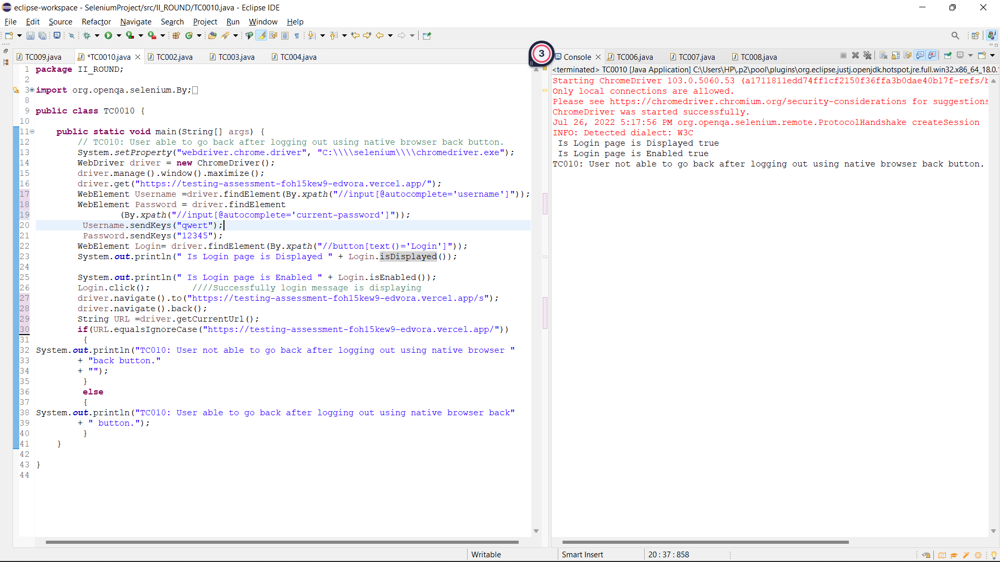 eclipse-workspace - SeleniumProject/src/II_ROUND/TC0010.java - Eclipse IDE
File Edit Source Refactor Navigate Search Project Run Window Help
TC009.java *TC0010.java TC002.java TC003.java TC004.java
1 package II_ROUND;
2
3 import org.openqa.selenium.By;
8
9 public class TC0010 {
10
11 public static void main(String[] args) {
12 // TC010: User able to go back after logging out using native browser back button.
13 System.setProperty("webdriver.chrome.driver", "C:\\\\selenium\\\\chromedriver.exe");
14 WebDriver driver = new ChromeDriver();
15 driver.manage().window().maximize();
16 driver.get("https://testing-assessment-foh15kew9-edvora.vercel.app/");
17 WebElement Username =driver.findElement(By.xpath("//input[@autocomplete='username']"));
18 WebElement Password = driver.findElement
19 (By.xpath("//input[@autocomplete='current-password']"));
20 Username.sendKeys("qwert");
21 Password.sendKeys("12345");
22 WebElement Login= driver.findElement(By.xpath("//button[text()='Login']"));
23 System.out.println(" Is Login page is Displayed " + Login.isDisplayed());
24
25 System.out.println(" Is Login page is Enabled " + Login.isEnabled());
26 Login.click(); ////Successfully login message is displaying
27 driver.navigate().to("https://testing-assessment-foh15kew9-edvora.vercel.app/s");
28 driver.navigate().back();
29 String URL =driver.getCurrentUrl();
30 if(URL.equalsIgnoreCase("https://testing-assessment-foh15kew9-edvora.vercel.app/"))
31 {
32 System.out.println("TC010: User not able to go back after logging out using native browser "
33 + "back button."
34 + "");
35 }
36 else
37 {
38 System.out.println("TC010: User able to go back after logging out using native browser back"
39 + " button.");
40 }
41 }
42
43 }
44
3
Console TC006.java TC007.java TC008.java
<terminated> TC0010 [Java Application] C:\Users\HP\.p2\pool\plugins\org.eclipse.justj.openjdk.hotspot.jre.full.win32.x86_64_18.0.
Starting ChromeDriver 103.0.5060.53 (a1711811edd74ff1cf2150f36ffa3b0dae40b17f-refs/
Only local connections are allowed.
Please see https://chromedriver.chromium.org/security-considerations for suggestions
ChromeDriver was started successfully.
Jul 26, 2022 5:17:56 PM org.openqa.selenium.remote.ProtocolHandshake createSession
INFO: Detected dialect: W3C
Is Login page is Displayed true
Is Login page is Enabled true
TC010: User not able to go back after logging out using native browser back button.
Writable Smart Insert 20 : 37 : 858